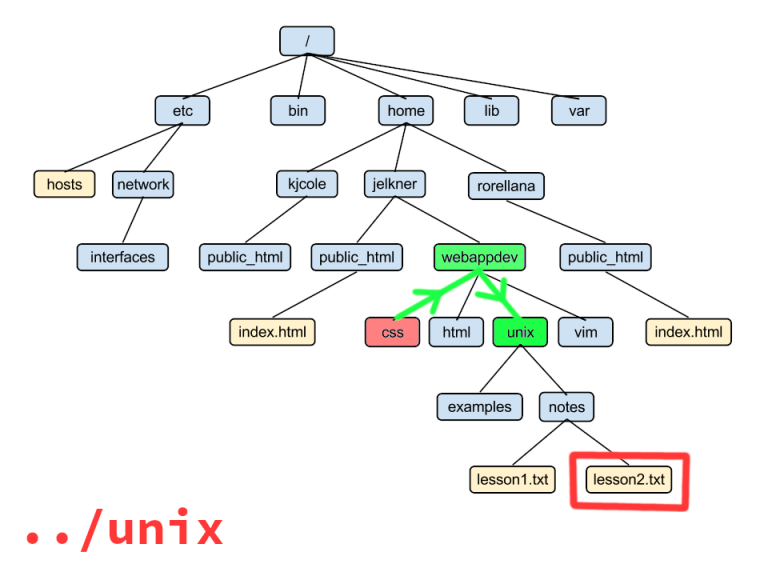 /
etc bin home lib var
hosts network kjcole jelkner rorellana
interfaces public_html public_html webappdev public_html
index.html css html unix vim index.html
examples notes
lesson1.txt lesson2.txt
../unix